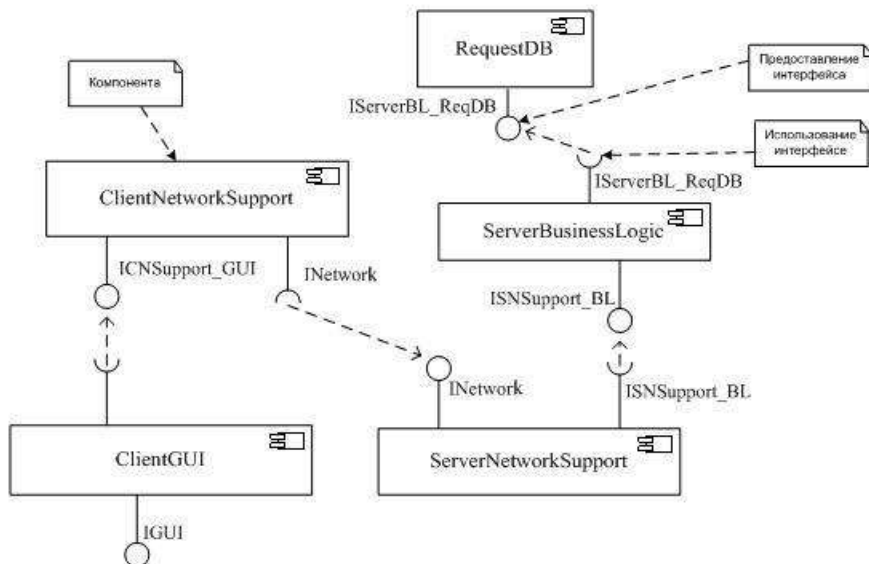 RequestDB
Предоставление
интерфейса
Компонента
IServerBL_ReqDB
Использование
интерфейсе
ClientNetworkSupport
IServerBL_ReqDB
ServerBusinessLogic
ICNSupport_GUI
INetwork
ISNSupport_BL
INetwork
ISNSupport_BL
ClientGUI
ServerNetworkSupport
IGUI